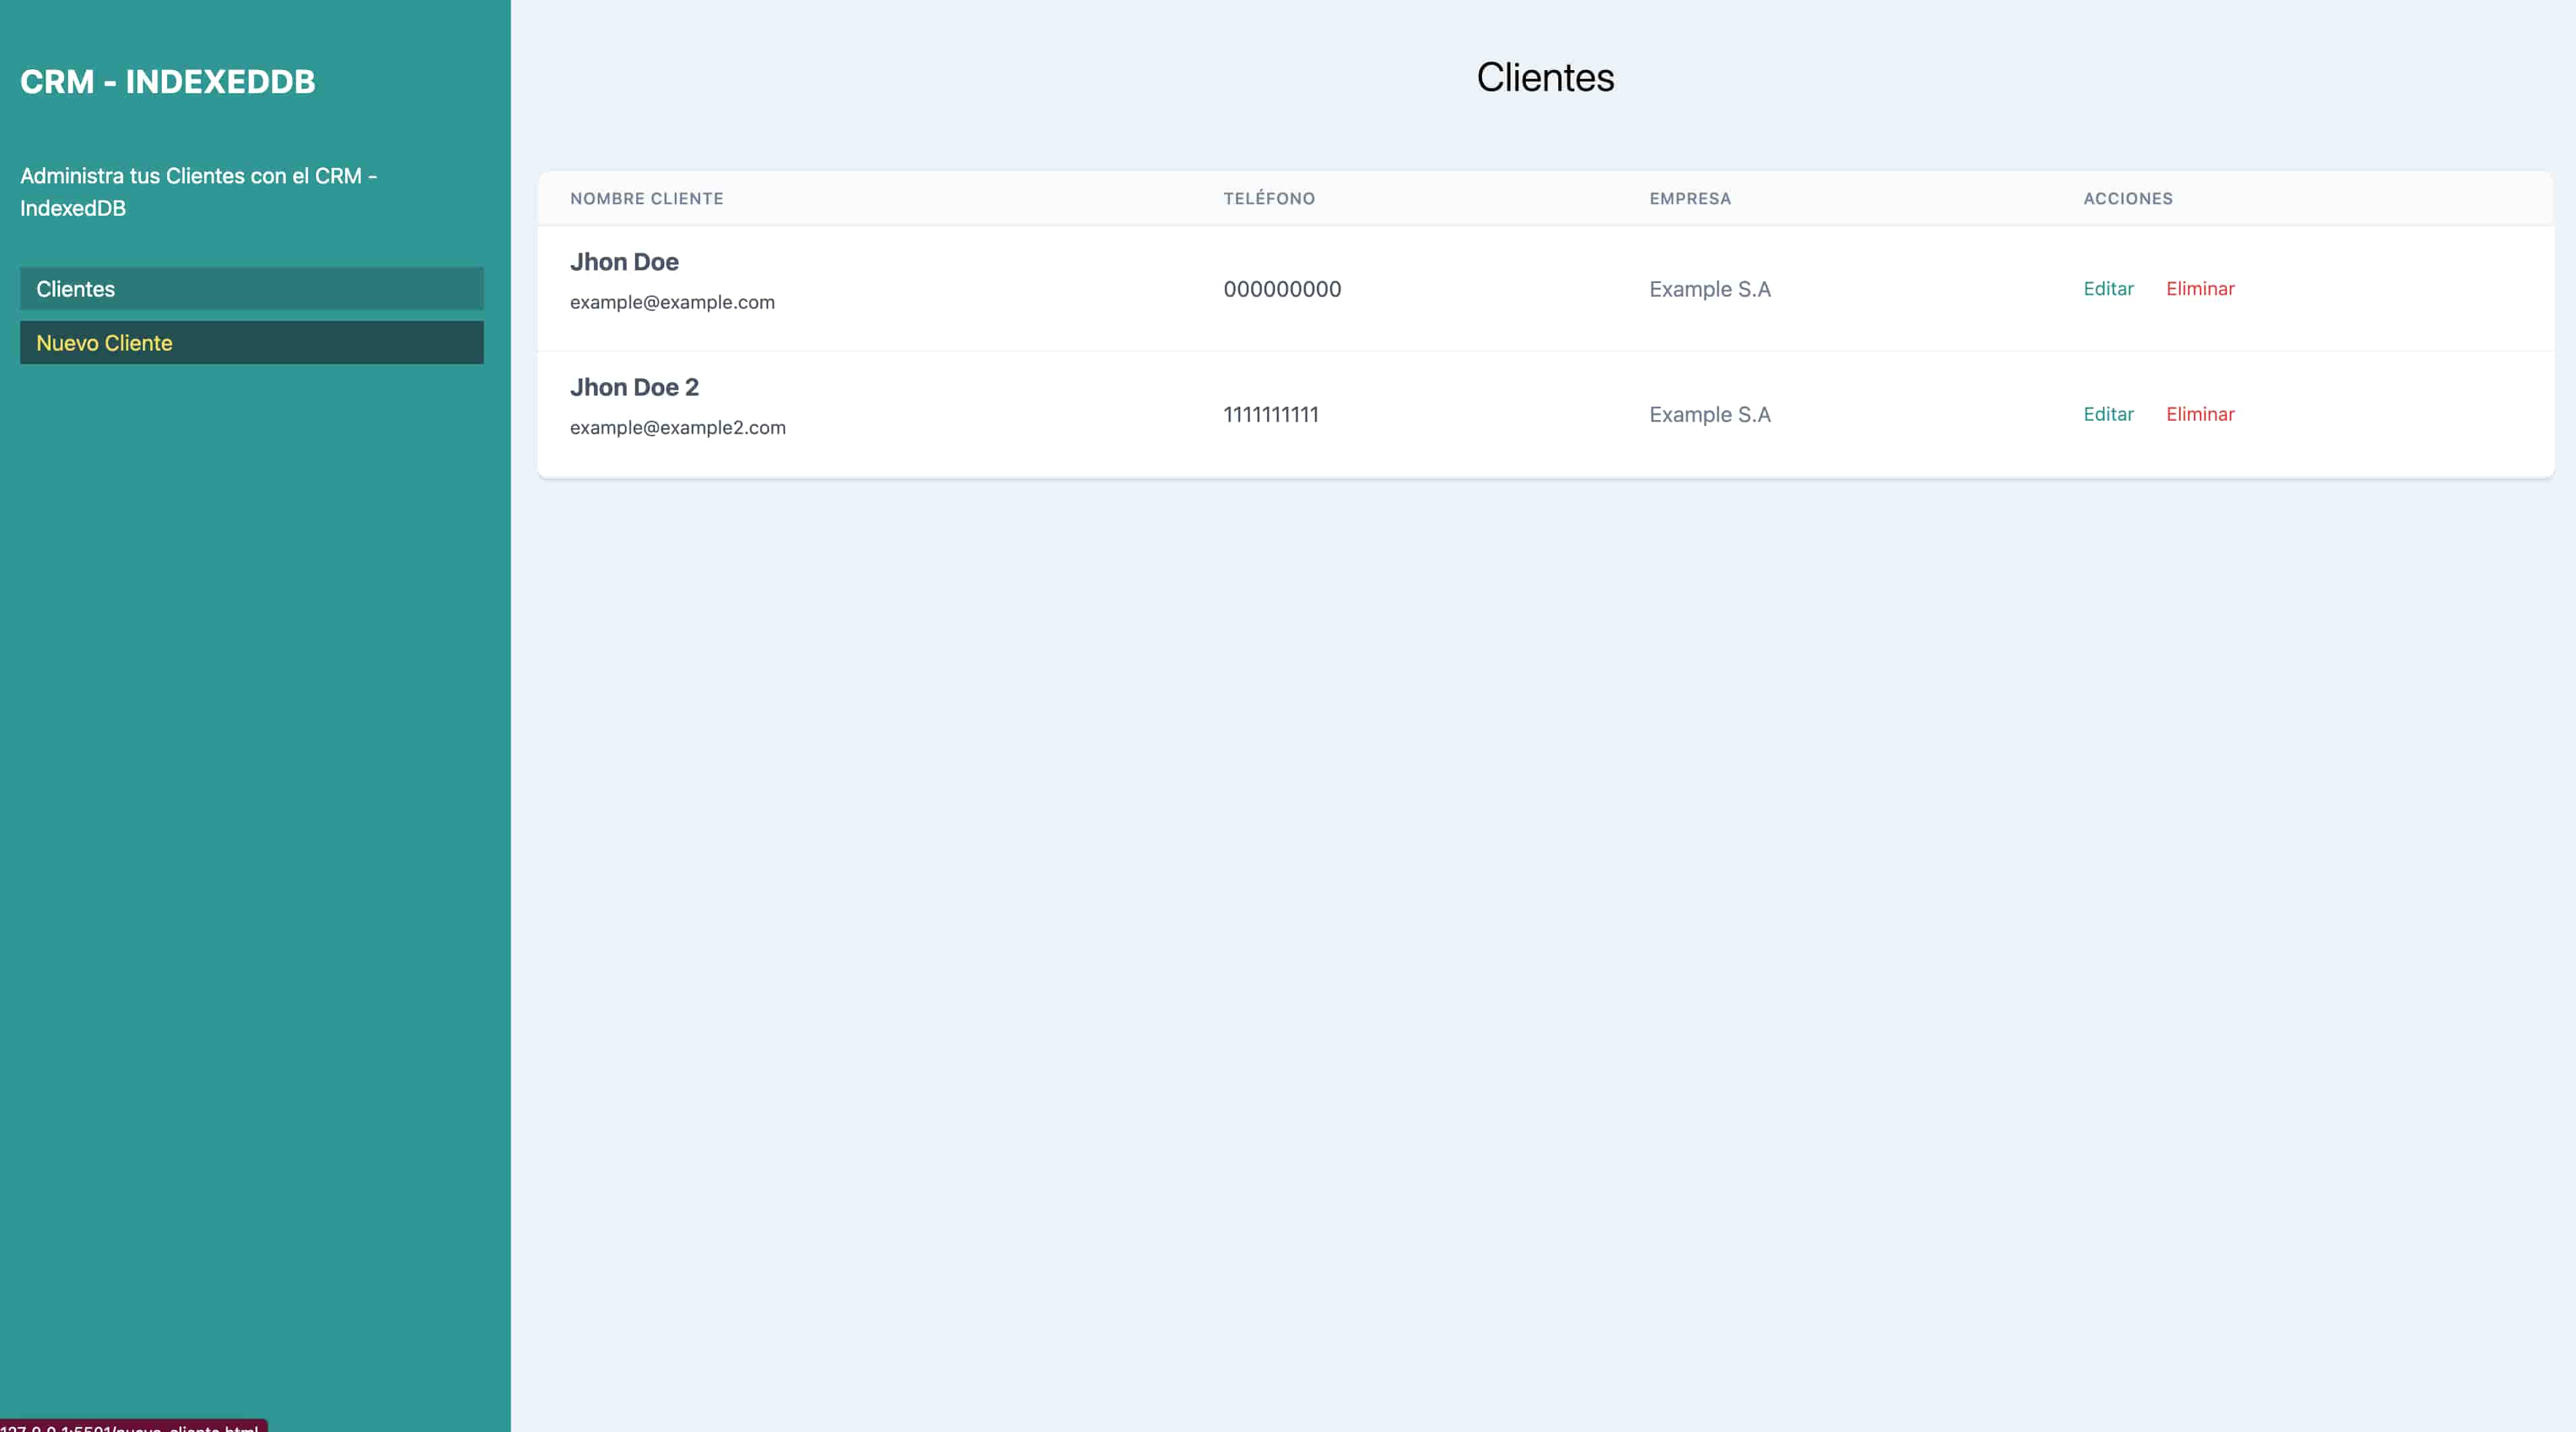 CRM - INDEXEDDB
Administra tus Clientes con el CRM -
IndexedDB
Clientes
Nuevo Cliente
Clientes
NOMBRE CLIENTE TELÉFONO EMPRESA ACCIONES
Jhon Doe
example@example.com
000000000 Example S.A Editar Eliminar
Jhon Doe 2
example@example2.com
1111111111 Example S.A Editar Eliminar